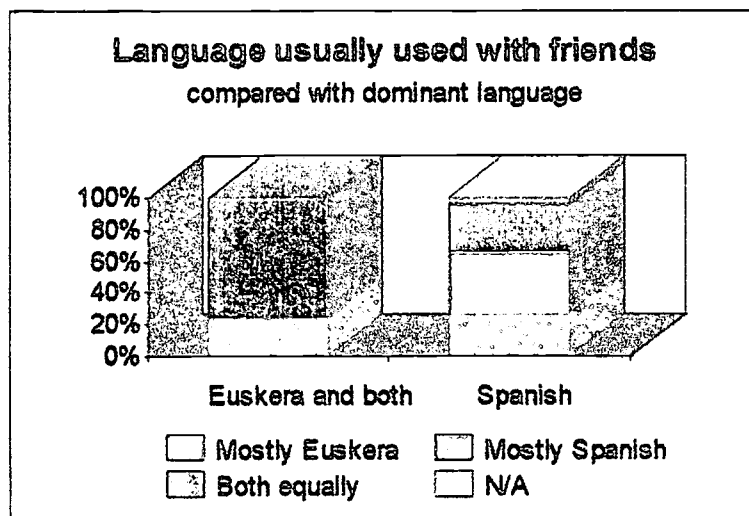 Language usually used with friends
compared with dominant language
100%
80%
60%
40%
20%
0%
Euskera and both Spanish
Mostly Euskera Mostly Spanish
Both equally N/A